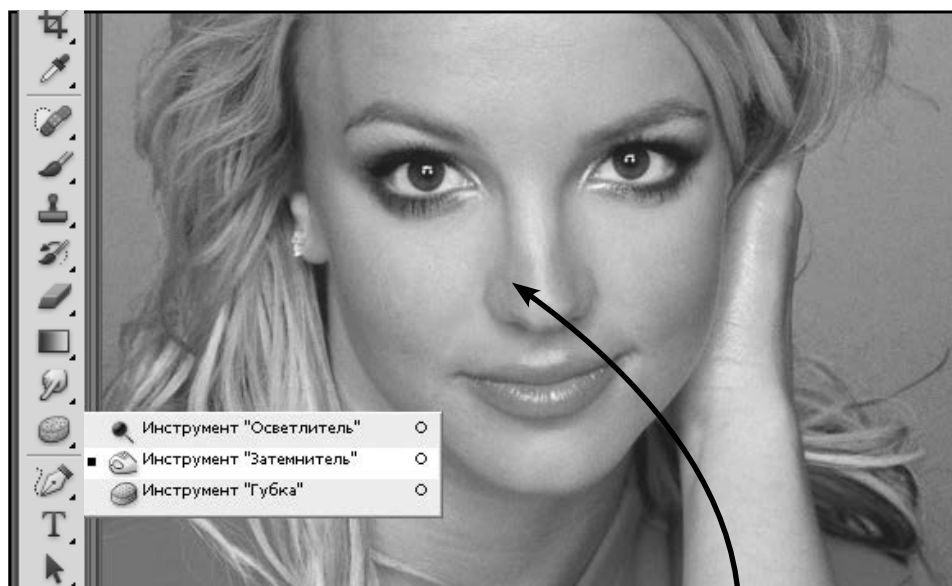 Инструмент "Осветлитель" O
Инструмент "Затемнитель" O
Инструмент "Губка" O
T